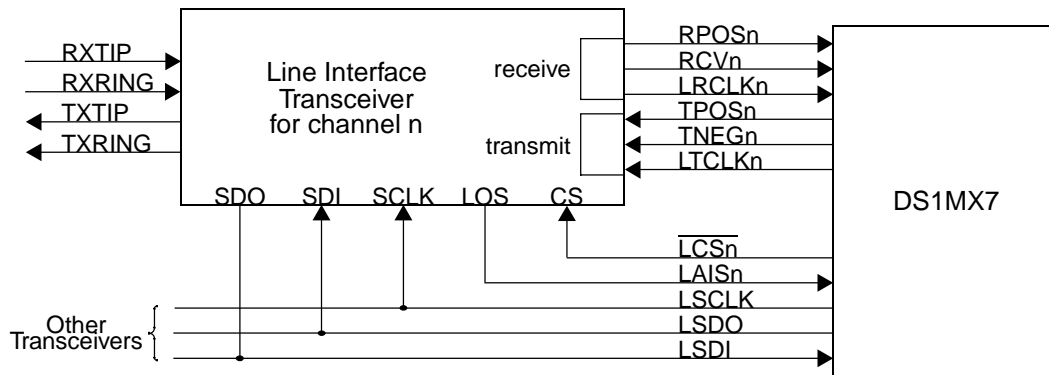 RXTIP
RXRING
TXTIP
TXRING
Line Interface
Transceiver
for channel n
receive
transmit
SDO SDI SCLK LOS CS
RPOSn
RCVn
LRCLKn
TPOSn
TNEGn
LTCLKn
DS1MX7
LCSn
LAISn
LSCLK
LSDO
LSDI
Other
Transceivers